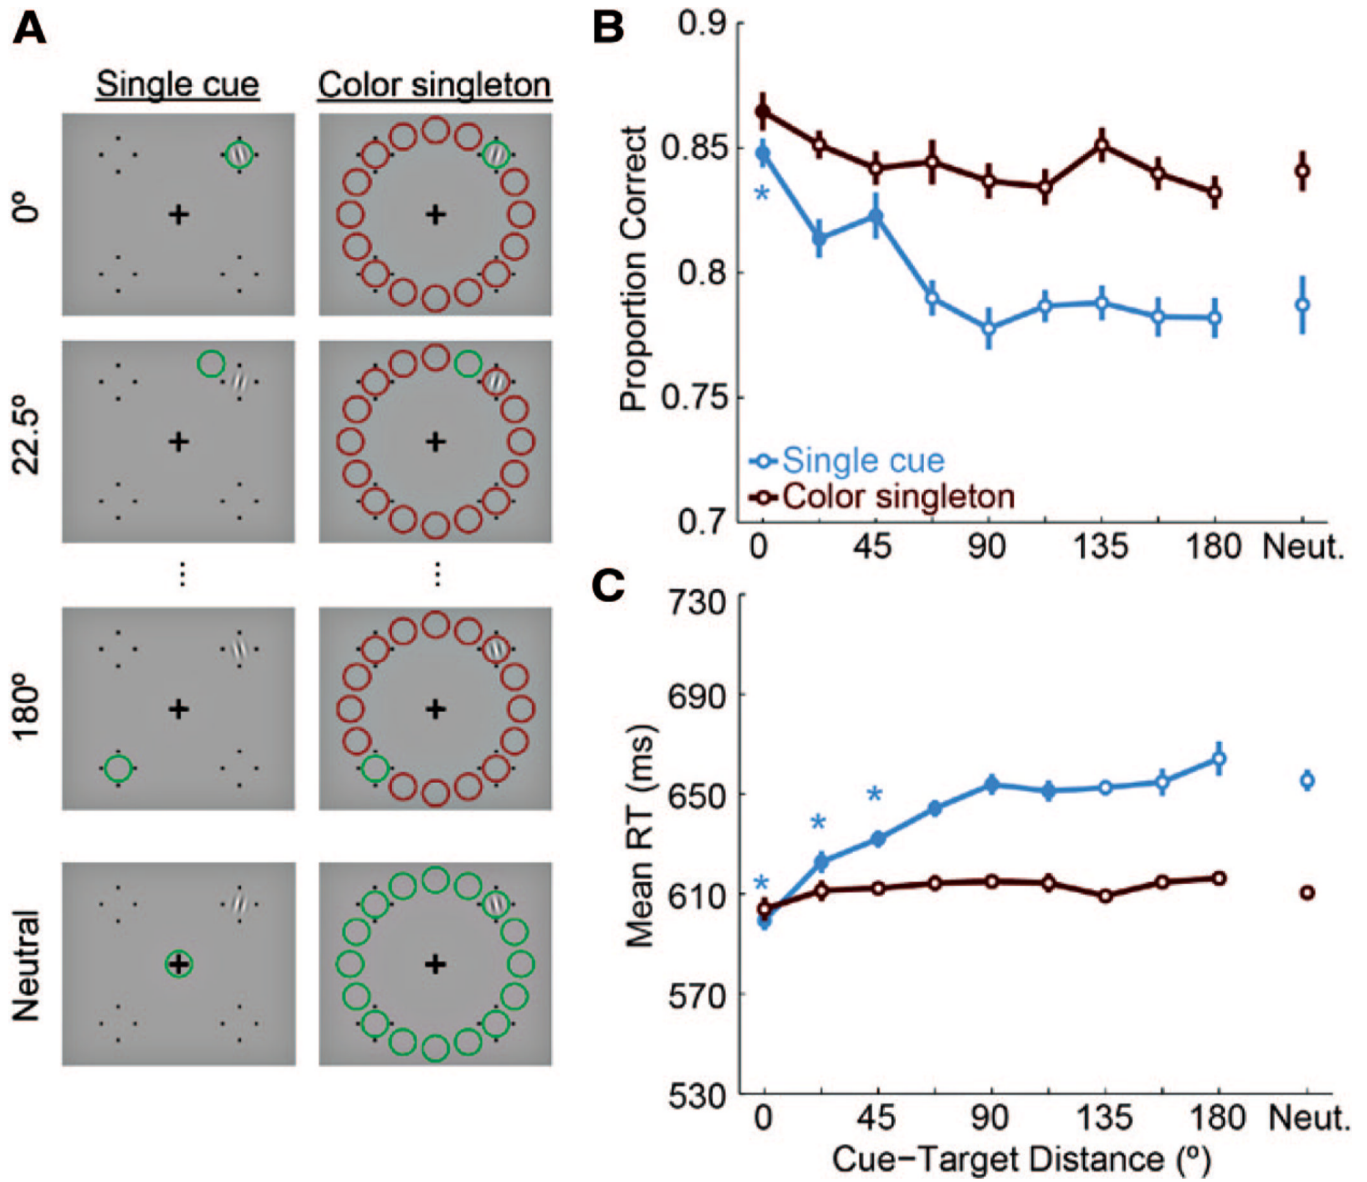 A
Single cue
Color singleton
0º
22.5º
⋮ ⋮
180º
Neutral
B
Proportion Correct
0.9
0.85
0.8
0.75
0.7
*
Single cue
Color singleton
0 45 90 135 180 Neut.
C
Mean RT (ms)
730
690
650
610
570
530
* * *
0 45 90 135 180 Neut.
Cue−Target Distance (º)